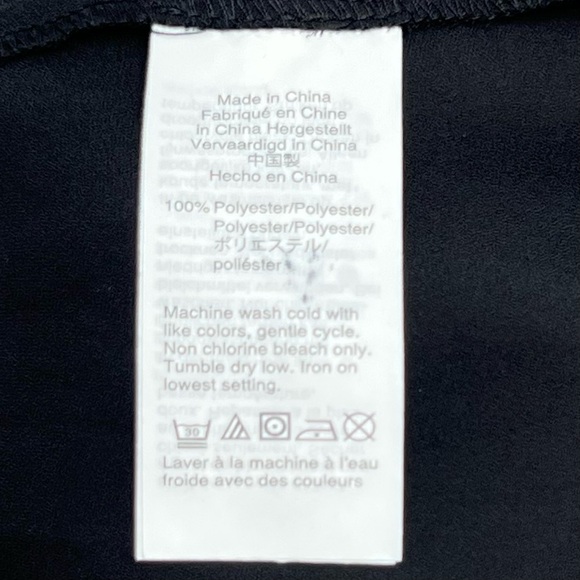 Made in China
Fabriqué en Chine
In China Hergestellt
Vervaardigd in China
中国製
Hecho en China
100% Polyester/Polyester/
Polyester/Polyester/
ポリエステル/
poliéster
Machine wash cold with
like colors, gentle cycle.
Non chlorine bleach only.
Tumble dry low. Iron on
lowest setting.
30
Laver à la machine à l'eau
froide avec des couleurs